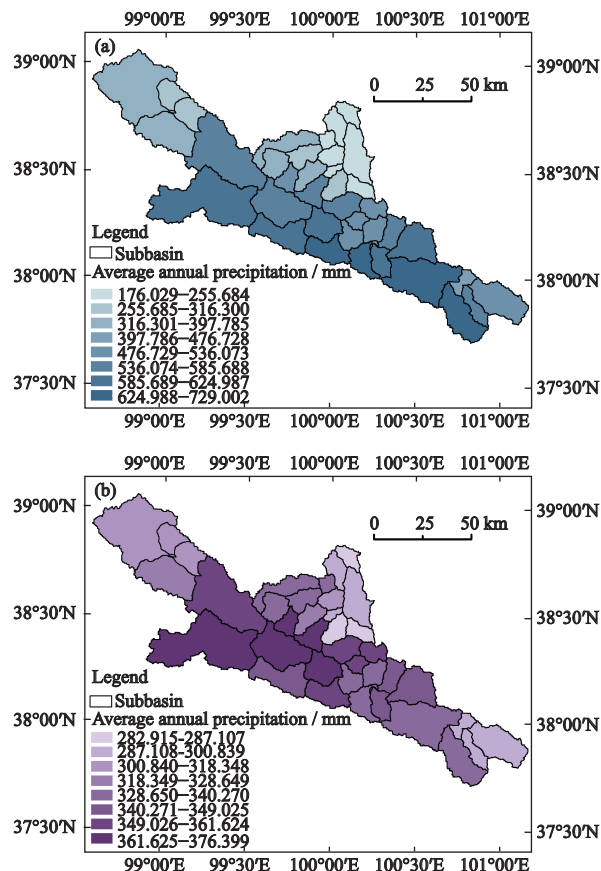 99°00′E 99°30′E 100°00′E 100°30′E 101°00′E
(a)
39°00′N 39°00′N
0 25 50 km
38°30′N 38°30′N
Legend
Subbasin
38°00′N 38°00′N
Average annual precipitation / mm
176.029−255.684
255.685−316.300
316.301−397.785
397.786−476.728
476.729−536.073
536.074−585.688
585.689−624.987
624.988−729.002
37°30′N 37°30′N
99°00′E 99°30′E 100°00′E 100°30′E 101°00′E
99°00′E 99°30′E 100°00′E 100°30′E 101°00′E
(b)
39°00′N 39°00′N
0 25 50 km
38°30′N 38°30′N
Legend
Subbasin
38°00′N 38°00′N
Average annual precipitation / mm
282.915-287.107
287.108-300.839
300.840−318.348
318.349−328.649
328.650−340.270
340.271−349.025
349.026−361.624
361.625−376.399
37°30′N 37°30′N
99°00′E 99°30′E 100°00′E 100°30′E 101°00′E